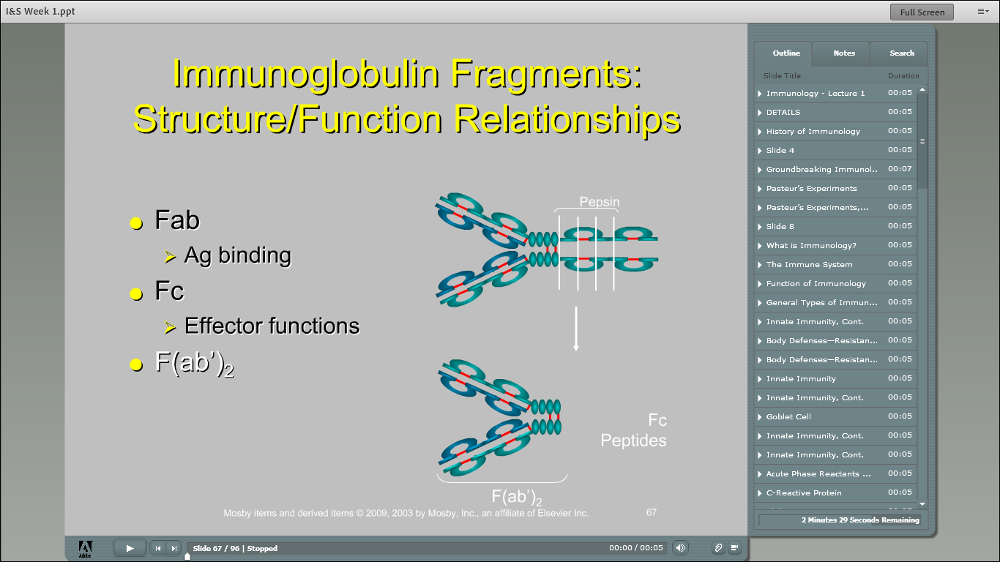 I&S Week 1.ppt
Full Screen
Immunoglobulin Fragments:
Structure/Function Relationships
Fab
Ag binding
Fc
Effector functions
F(ab’)2
Pepsin
Fc
Peptides
F(ab’)2
Mosby items and derived items © 2009, 2003 by Mosby, Inc., an affiliate of Elsevier Inc.
67
Outline Notes Search
Slide Title Duration
Immunology - Lecture 1 00:05
DETAILS 00:05
History of Immunology 00:05
Slide 4 00:05
Groundbreaking Immunol.. 00:07
Pasteur’s Experiments 00:05
Pasteur’s Experiments,... 00:05
Slide 8 00:05
What is Immunology? 00:05
The Immune System 00:05
Function of Immunology 00:05
General Types of Immun... 00:05
Innate Immunity, Cont. 00:05
Body Defenses—Resistan... 00:05
Body Defenses—Resistan... 00:05
Innate Immunity 00:05
Innate Immunity, Cont. 00:05
Goblet Cell 00:05
Innate Immunity, Cont. 00:05
Innate Immunity, Cont. 00:05
Acute Phase Reactants ... 00:05
C-Reactive Protein 00:05
2 Minutes 29 Seconds Remaining
Adobe
Slide 67 / 96 | Stopped
00:00 / 00:05